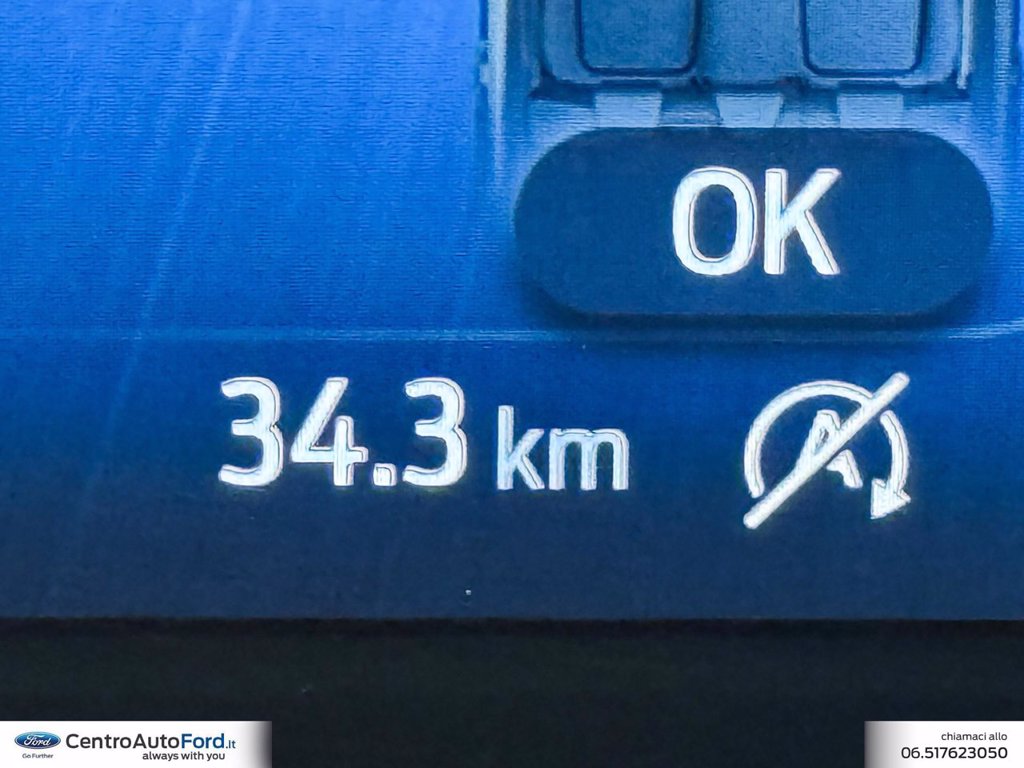 OK
34.3 km
A
Ford
Go Further
CentroAutoFord.it
always with you
chiamaci allo
06.517623050